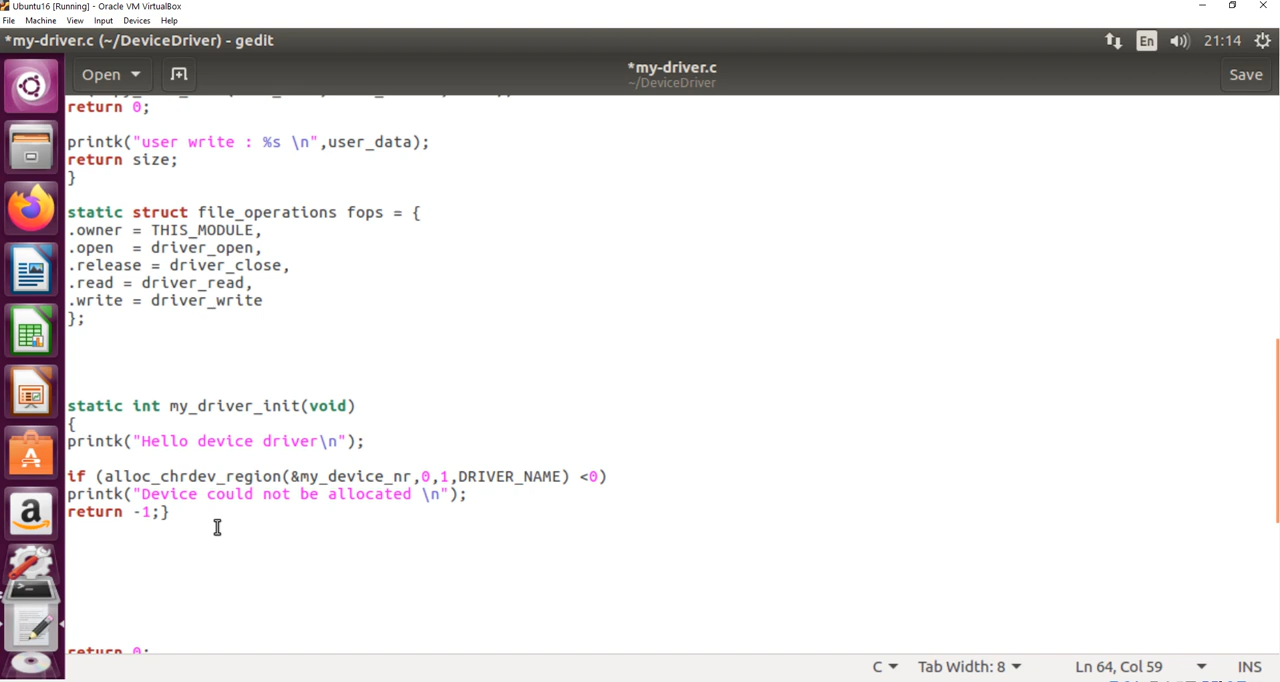 Ubuntu16 [Running] - Oracle VM VirtualBox
File Machine View Input Devices Help
*my-driver.c (~/DeviceDriver) - gedit
En
21:14
Open
*my-driver.c
~/DeviceDriver
Save
return 0;
printk("user write : %s \n",user_data);
return size;
}
static struct file_operations fops = {
.owner = THIS_MODULE,
.open  = driver_open,
.release = driver_close,
.read = driver_read,
.write = driver_write
};
static int my_driver_init(void)
{
printk("Hello device driver\n");
if (alloc_chrdev_region(&my_device_nr,0,1,DRIVER_NAME) <0)
printk("Device could not be allocated \n");
return -1;}
return 0;
C
Tab Width: 8
Ln 64, Col 59
INS